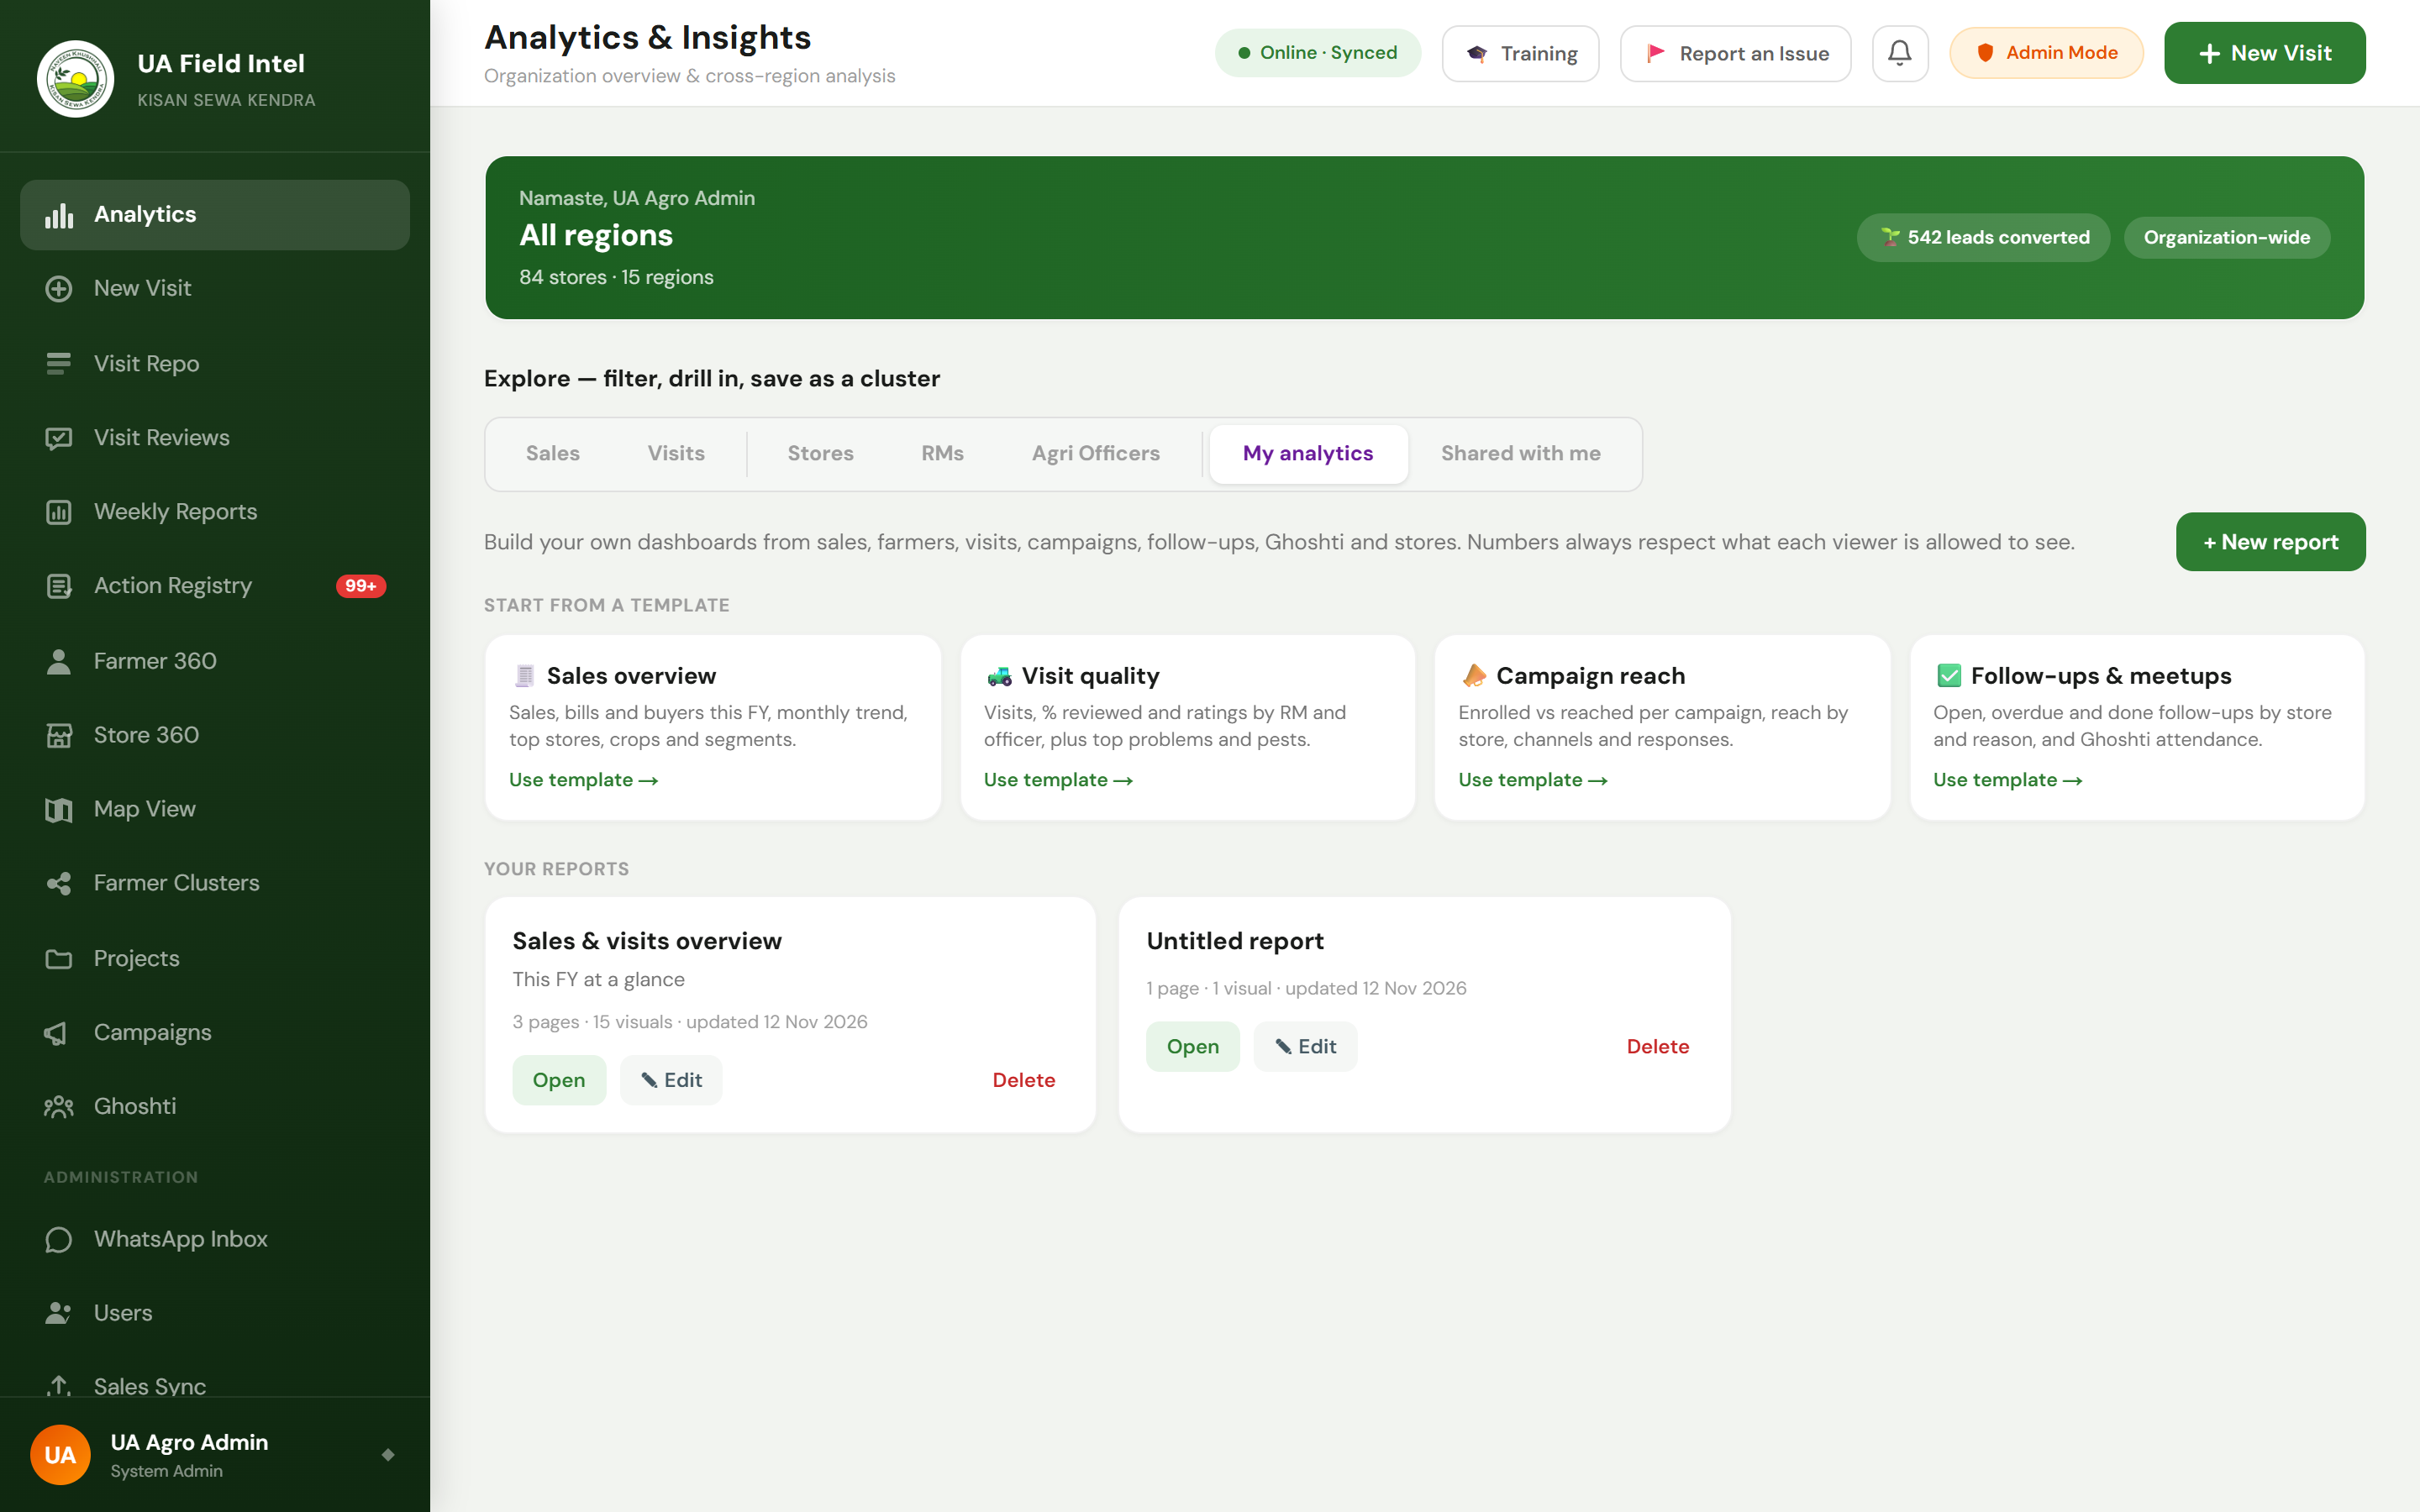 UA Field Intel
KISAN SEWA KENDRA
Analytics
New Visit
Visit Repo
Visit Reviews
Weekly Reports
Action Registry 99+
Farmer 360
Store 360
Map View
Farmer Clusters
Projects
Campaigns
Ghoshti
ADMINISTRATION
WhatsApp Inbox
Users
Sales Sync
UA UA Agro Admin
System Admin
Analytics & Insights
Organization overview & cross-region analysis
Online · Synced
Training
Report an Issue
Admin Mode
+ New Visit
Namaste, UA Agro Admin
All regions
84 stores · 15 regions
542 leads converted
Organization-wide
Explore — filter, drill in, save as a cluster
Sales Visits Stores RMs Agri Officers My analytics Shared with me
Build your own dashboards from sales, farmers, visits, campaigns, follow-ups, Ghoshti and stores. Numbers always respect what each viewer is allowed to see.
+ New report
START FROM A TEMPLATE
Sales overview
Sales, bills and buyers this FY, monthly trend,
top stores, crops and segments.
Use template →
Visit quality
Visits, % reviewed and ratings by RM and
officer, plus top problems and pests.
Use template →
Campaign reach
Enrolled vs reached per campaign, reach by
store, channels and responses.
Use template →
Follow-ups & meetups
Open, overdue and done follow-ups by store
and reason, and Ghoshti attendance.
Use template →
YOUR REPORTS
Sales & visits overview
This FY at a glance
3 pages · 15 visuals · updated 12 Nov 2026
Open Edit Delete
Untitled report
1 page · 1 visual · updated 12 Nov 2026
Open Edit Delete